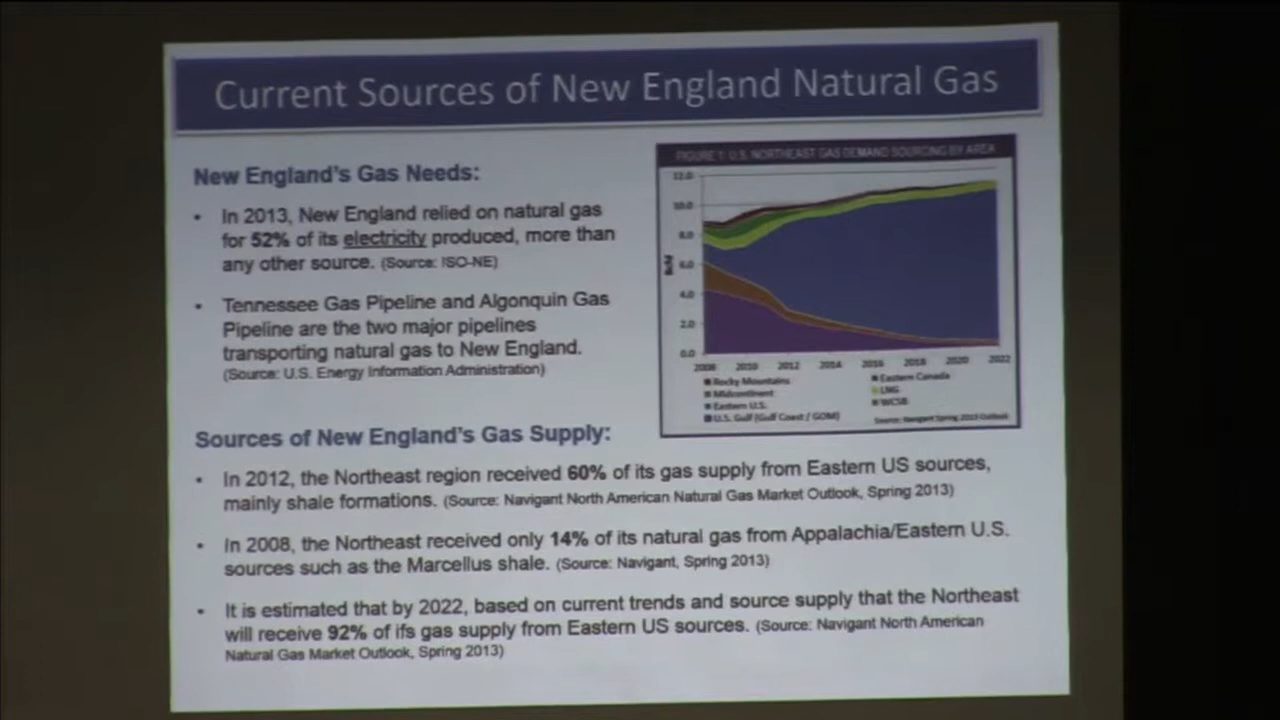 Current Sources of New England Natural Gas
New England's Gas Needs:
• In 2013, New England relied on natural gas
for 52% of its electricity produced, more than
any other source. (Source: ISO-NE)
• Tennessee Gas Pipeline and Algonquin Gas
Pipeline are the two major pipelines
transporting natural gas to New England.
(Source: U.S. Energy Information Administration)
FIGURE 1: U.S. NORTHEAST GAS DEMAND SOURCING BY AREA
12.0
10.0
8.0
6.0
4.0
2.0
0.0
Bcfd
2008 2010 2012 2014 2016 2018 2020 2022
Rocky Mountains Eastern Canada
Midcontinent LNG
Eastern U.S. WCSB
U.S. Gulf (Gulf Coast / GOM) Source: Navigant Spring 2013 Outlook
Sources of New England's Gas Supply:
• In 2012, the Northeast region received 60% of its gas supply from Eastern US sources,
mainly shale formations. (Source: Navigant North American Natural Gas Market Outlook, Spring 2013)
• In 2008, the Northeast received only 14% of its natural gas from Appalachia/Eastern U.S.
sources such as the Marcellus shale. (Source: Navigant, Spring 2013)
• It is estimated that by 2022, based on current trends and source supply that the Northeast
will receive 92% of ifs gas supply from Eastern US sources. (Source: Navigant North American
Natural Gas Market Outlook, Spring 2013)